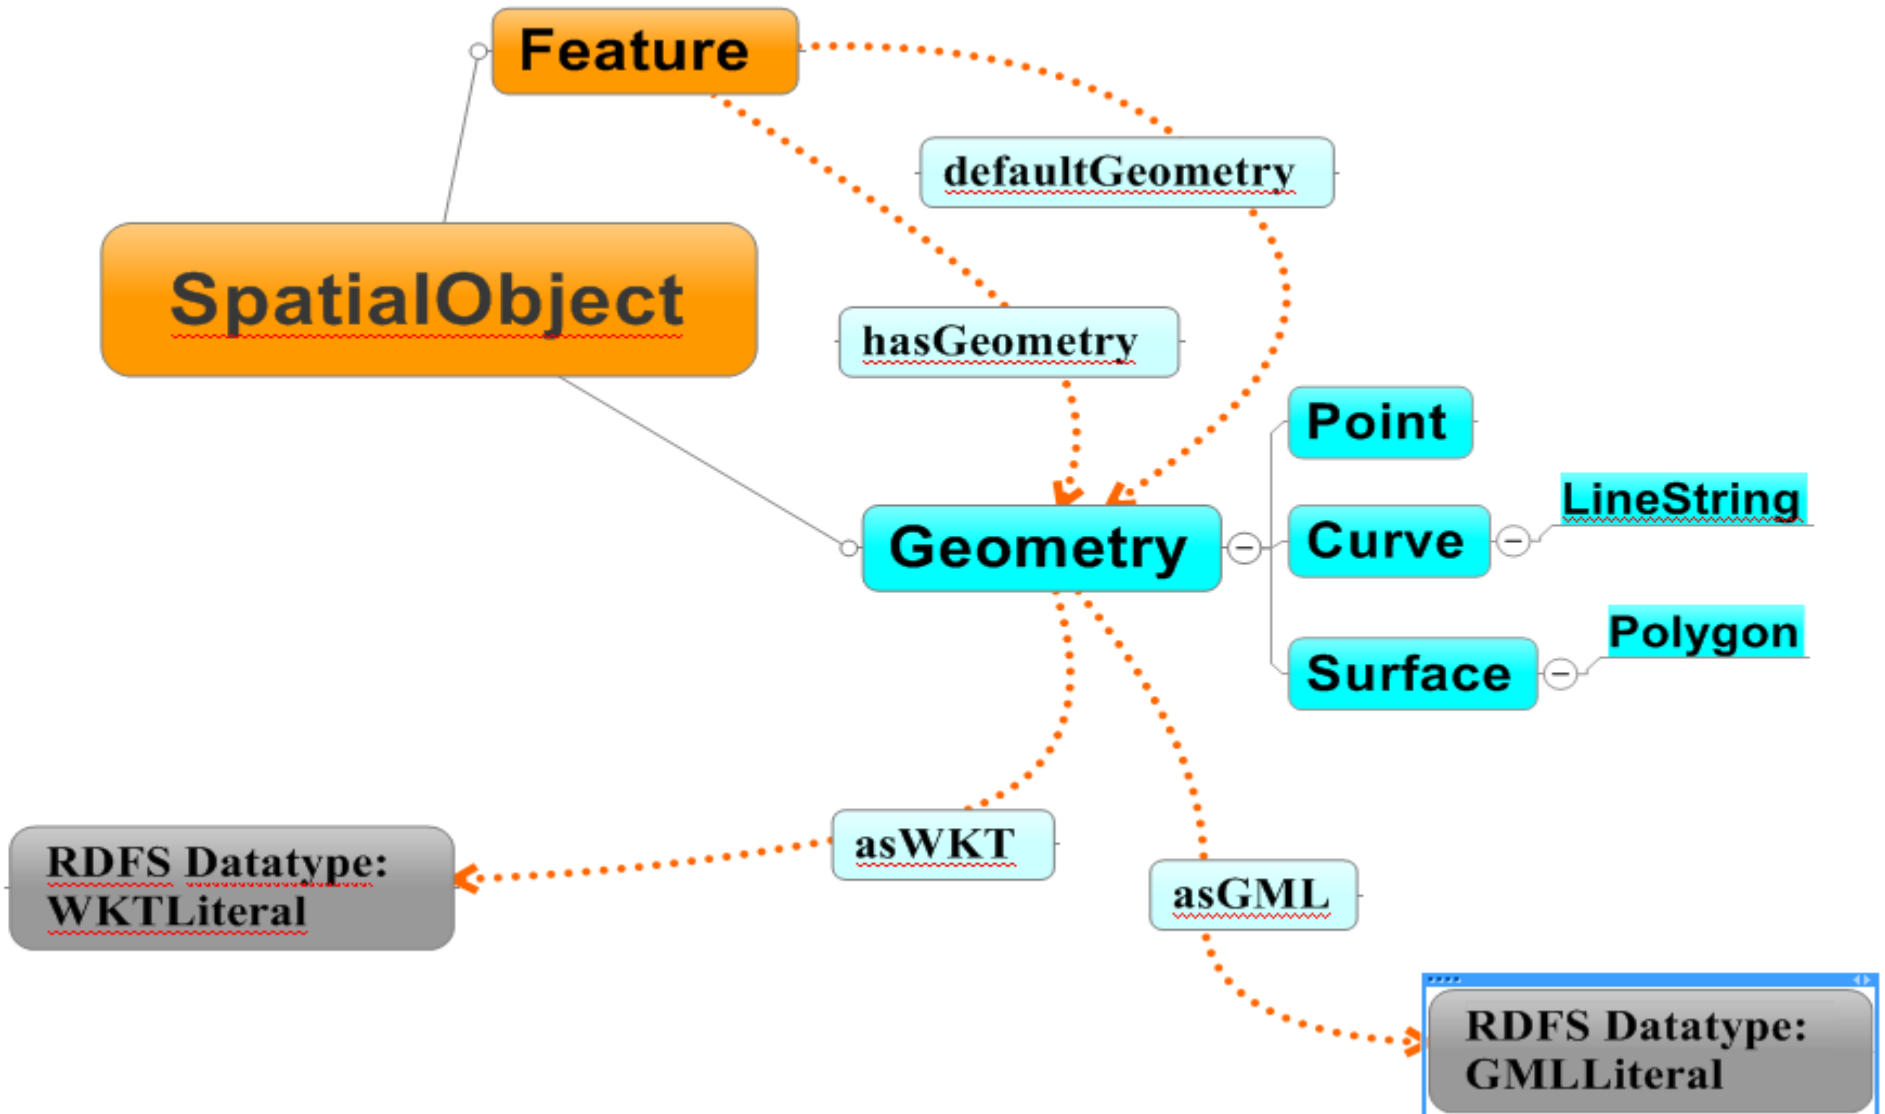 Feature
defaultGeometry
SpatialObject
hasGeometry
Point
LineString
Curve
Geometry
Polygon
Surface
asWKT
RDFS Datatype:
WKTLiteral
asGML
RDFS Datatype:
GMLLiteral